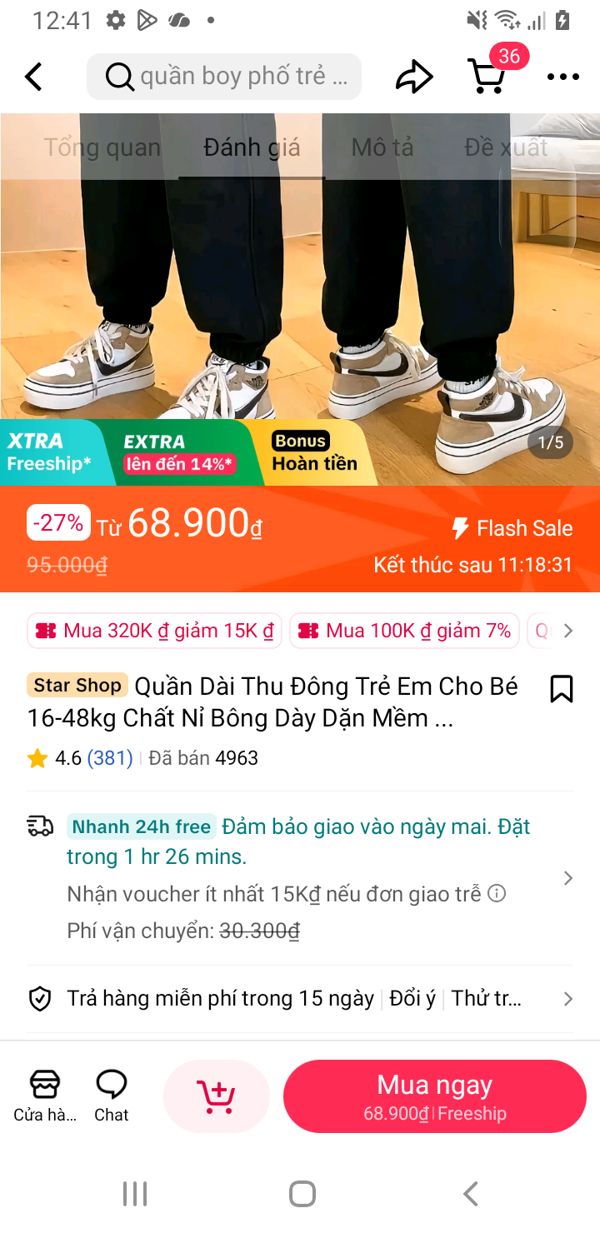 12:41
36
quần boy phố trẻ ...
Tổng quan Đánh giá Mô tả Đề xuất
XTRA
Freeship*
EXTRA
lên đến 14%*
Bonus
Hoàn tiền
1/5
-27% Từ 68.900₫
Flash Sale
95.000₫
Kết thúc sau 11:18:31
Mua 320K ₫ giảm 15K ₫
Mua 100K ₫ giảm 7%
Star Shop Quần Dài Thu Đông Trẻ Em Cho Bé
16-48kg Chất Nỉ Bông Dày Dặn Mềm ...
4.6 (381) Đã bán 4963
Nhanh 24h free Đảm bảo giao vào ngày mai. Đặt
trong 1 hr 26 mins.
Nhận voucher ít nhất 15K₫ nếu đơn giao trễ
Phí vận chuyển: 30.300₫
Trả hàng miễn phí trong 15 ngày Đổi ý Thử tr...
Cửa hà...
Chat
Mua ngay
68.900₫ Freeship